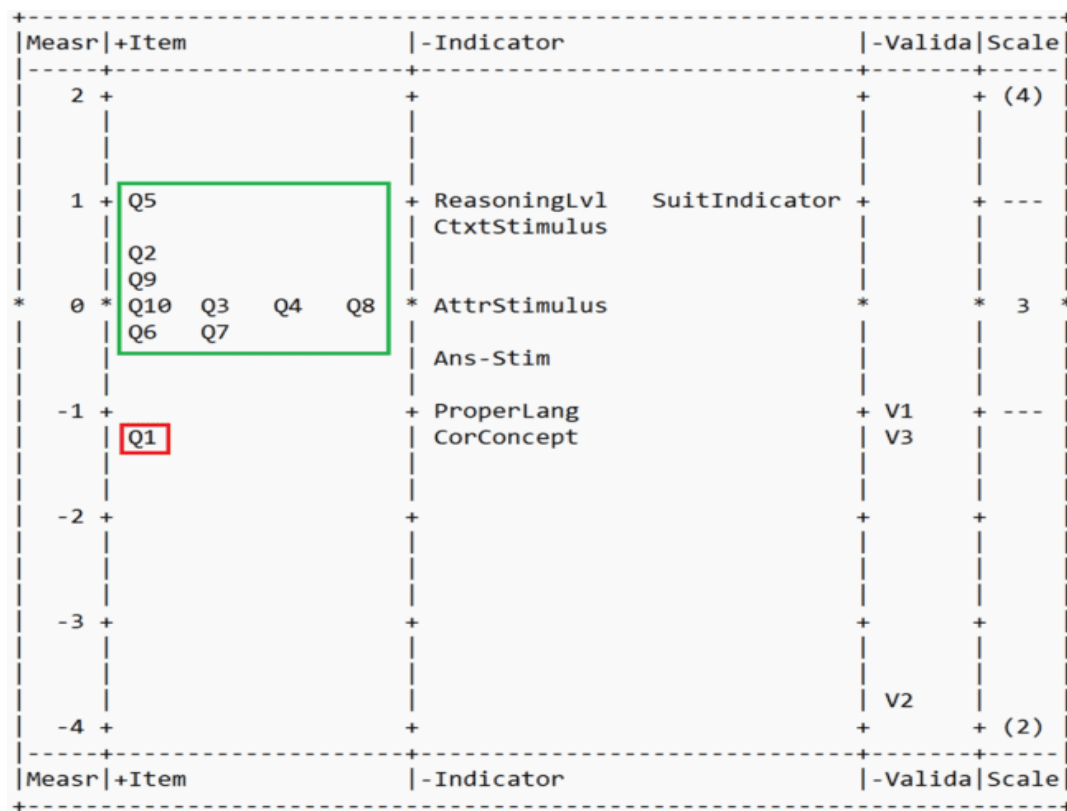 +-----------------------------------------------------------------------+
|Measr|+Item |-Indicator |-Valida|Scale|
|-----+--------------------+------------------------------+-------+-----|
| 2 + + + + (4) |
| 1 + Q5 + ReasoningLvl SuitIndicator + + --- |
| | | CtxtStimulus | | |
| | Q2 | | | |
| | Q9 | | | |
* 0 * Q10 Q3 Q4 Q8 * AttrStimulus * * 3 *
| | Q6 Q7 | | | |
| | | Ans-Stim | | |
| -1 + + ProperLang + V1 + --- |
| | Q1 | CorConcept | V3 | |
| -2 + + + + |
| -3 + + + + |
| | | | V2 | |
| -4 + + + + (2) |
|-----+--------------------+------------------------------+-------+-----|
|Measr|+Item |-Indicator |-Valida|Scale|
+-----------------------------------------------------------------------+